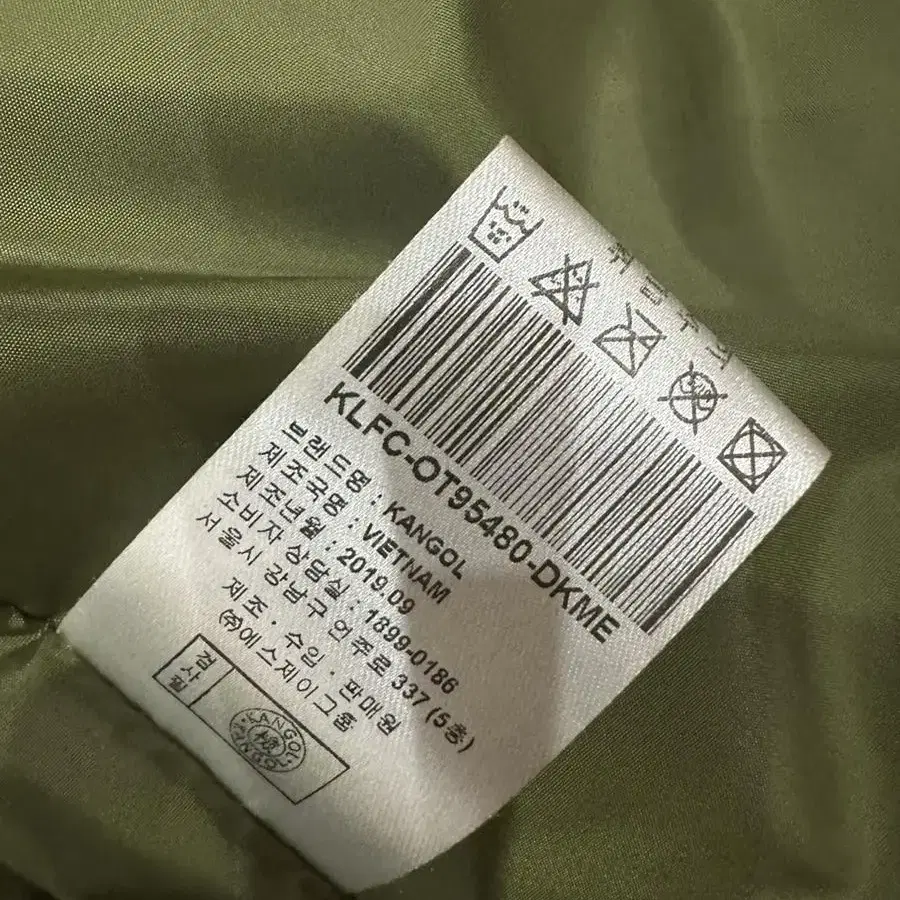 KLFC-OT95480-DKME
브랜드명 : KANGOL
제조국명 : VIETNAM
제조년월 : 2019.09
소비자 상담실 : 1899-0186
서울시 강남구 언주로 337 (5층)
제조 · 수입 · 판매원
㈜에스제이그룹
검사필
KANGOL